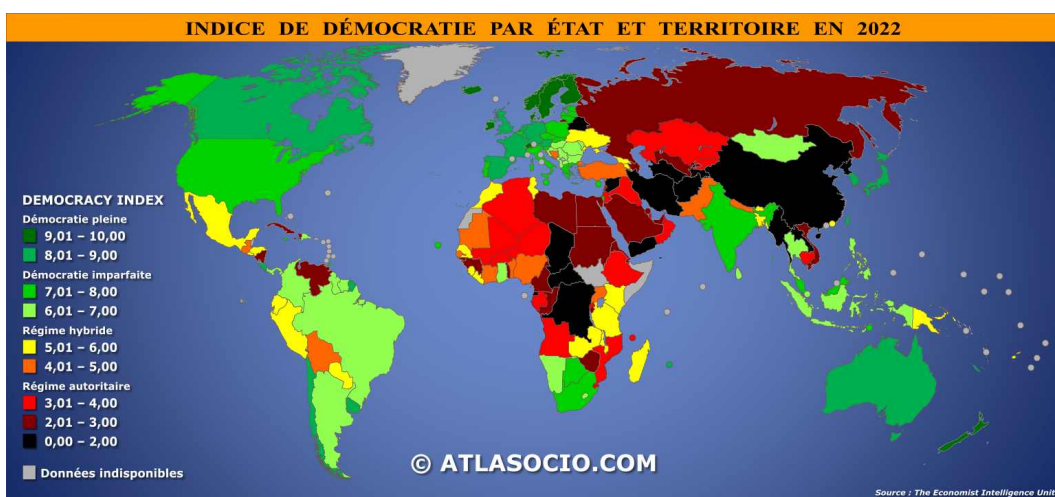 INDICE DE DÉMOCRATIE PAR ÉTAT ET TERRITOIRE EN 2022
DEMOCRACY INDEX
Démocratie pleine
9,01 – 10,00
8,01 – 9,00
Démocratie imparfaite
7,01 – 8,00
6,01 – 7,00
Régime hybride
5,01 – 6,00
4,01 – 5,00
Régime autoritaire
3,01 – 4,00
2,01 – 3,00
0,00 – 2,00
Données indisponibles
© ATLASOCIO.COM
Source : The Economist Intelligence Unit